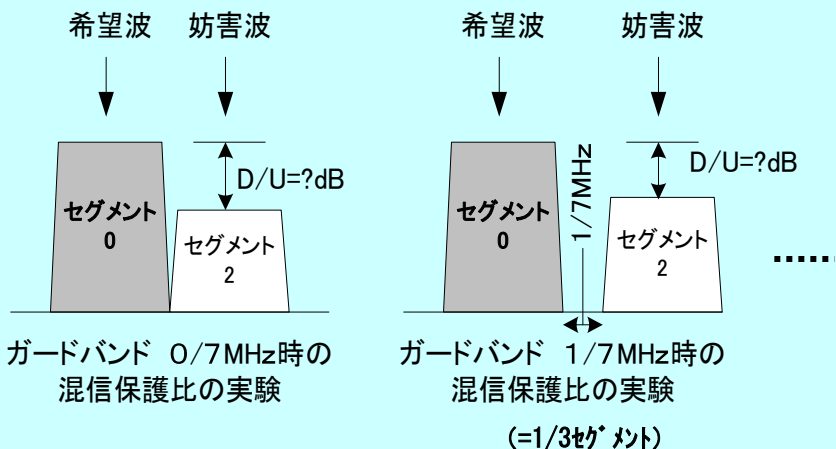 希望波 妨害波
D/U=?dB
セグメント
0
セグメント
2
ガードバンド 0/7MHz時の
混信保護比の実験
希望波 妨害波
1/7MHz
D/U=?dB
セグメント
0
セグメント
2
……
ガードバンド 1/7MHz時の
混信保護比の実験
(=1/3ｾｸﾞﾒﾝﾄ)